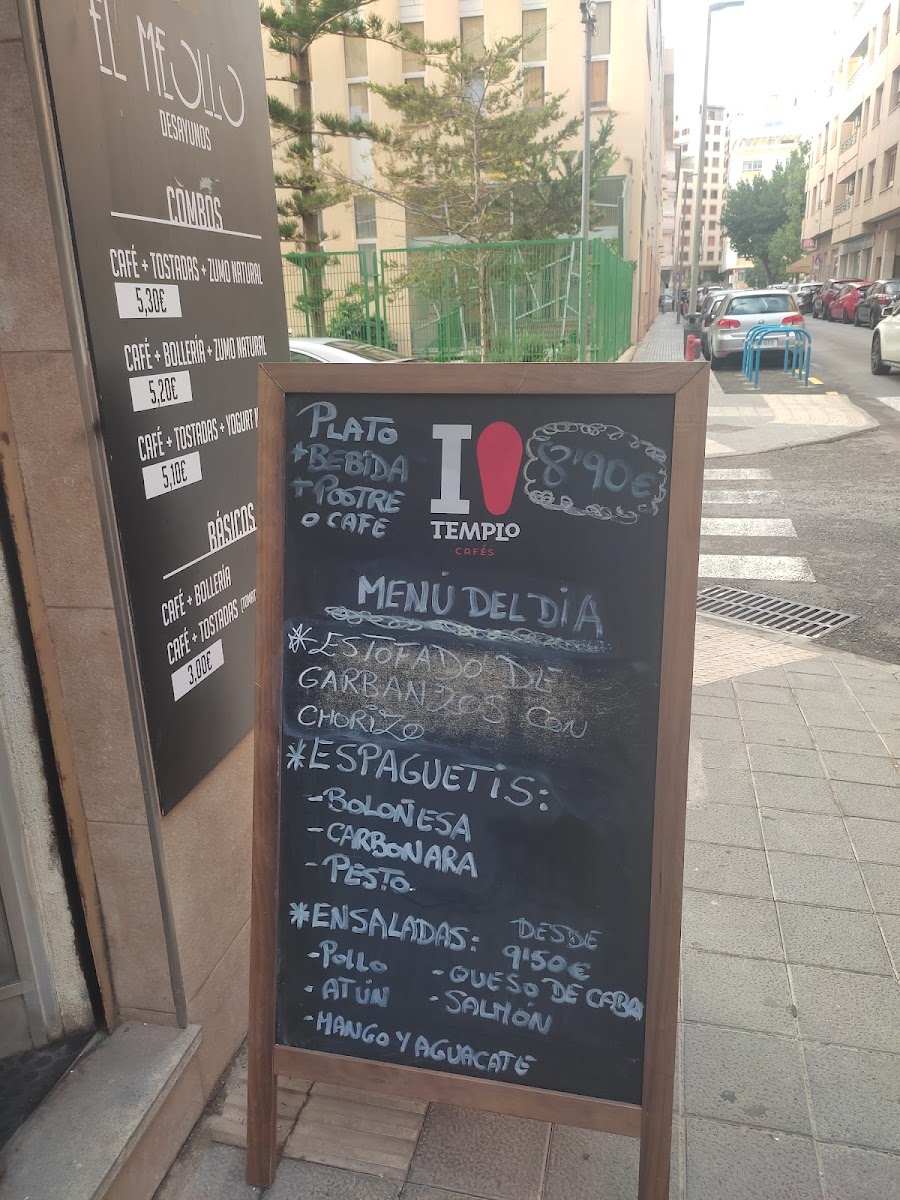 EL MEOLLO
DESAYUNOS
COMBOS
CAFÉ + TOSTADAS + ZUMO NATURAL
5,30€
CAFÉ + BOLLERÍA + ZUMO NATURAL
5,20€
CAFÉ + TOSTADAS + YOGURT
5,10€
BÁSICOS
CAFÉ + BOLLERÍA
CAFÉ + TOSTADAS
3,00€
PLATO
+BEBIDA
+POSTRE
O CAFE
I
TEMPLO
CAFÉS
8'90€
MENÚ DEL DIA
*ESTOFADO DE
GARBANZOS CON
CHORIZO
*ESPAGUETIS:
-BOLOÑESA
-CARBONARA
-PESTO
*ENSALADAS: DESDE
9'50€
-POLLO -QUESO DE CABRA
-ATÚN -SALMÓN
-MANGO Y AGUACATE